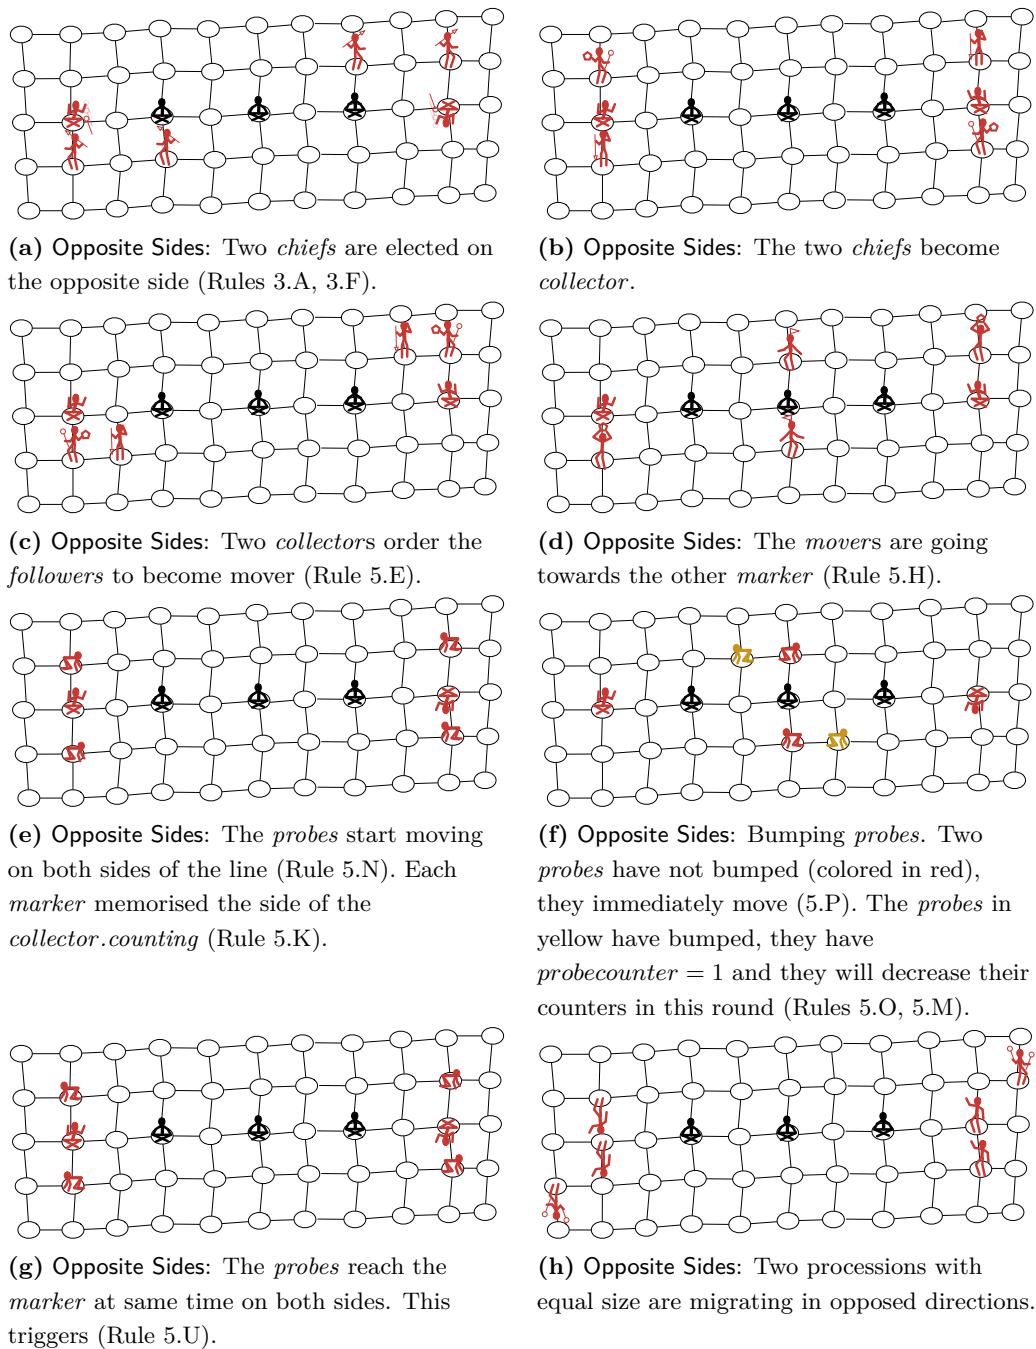 (a) Opposite Sides: Two chiefs are elected on
the opposite side (Rules 3.A, 3.F).
(b) Opposite Sides: The two chiefs become
collector.
(c) Opposite Sides: Two collectors order the
followers to become mover (Rule 5.E).
(d) Opposite Sides: The movers are going
towards the other marker (Rule 5.H).
(e) Opposite Sides: The probes start moving
on both sides of the line (Rule 5.N). Each
marker memorised the side of the
collector.counting (Rule 5.K).
(f) Opposite Sides: Bumping probes. Two
probes have not bumped (colored in red),
they immediately move (5.P). The probes in
yellow have bumped, they have
probecounter = 1 and they will decrease their
counters in this round (Rules 5.O, 5.M).
(g) Opposite Sides: The probes reach the
marker at same time on both sides. This
triggers (Rule 5.U).
(h) Opposite Sides: Two processions with
equal size are migrating in opposed directions.